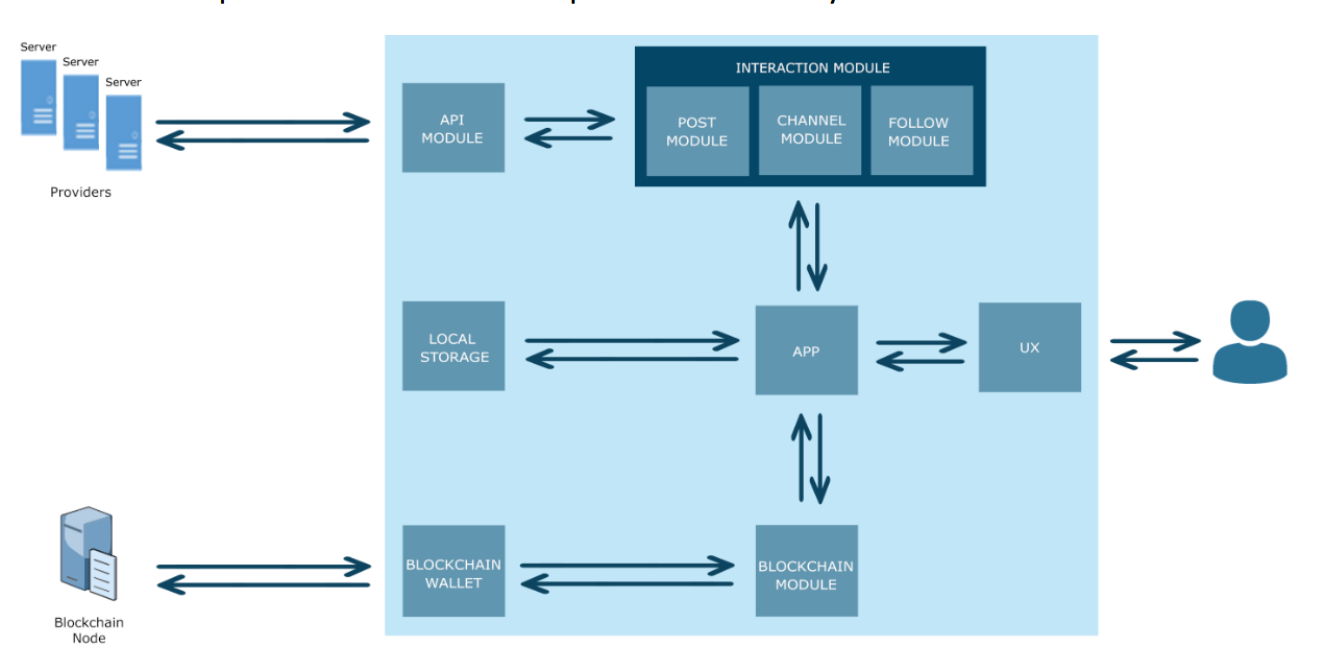 Server
Server
Server
Providers
API
MODULE
INTERACTION MODULE
POST
MODULE
CHANNEL
MODULE
FOLLOW
MODULE
LOCAL
STORAGE
APP
UX
BLOCKCHAIN
WALLET
BLOCKCHAIN
MODULE
Blockchain
Node